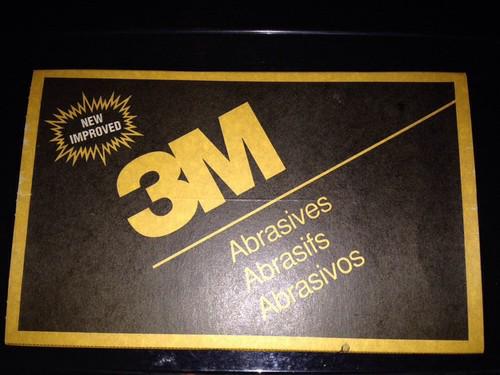 NEW
IMPROVED
3M
Abrasives
Abrasifs
Abrasivos